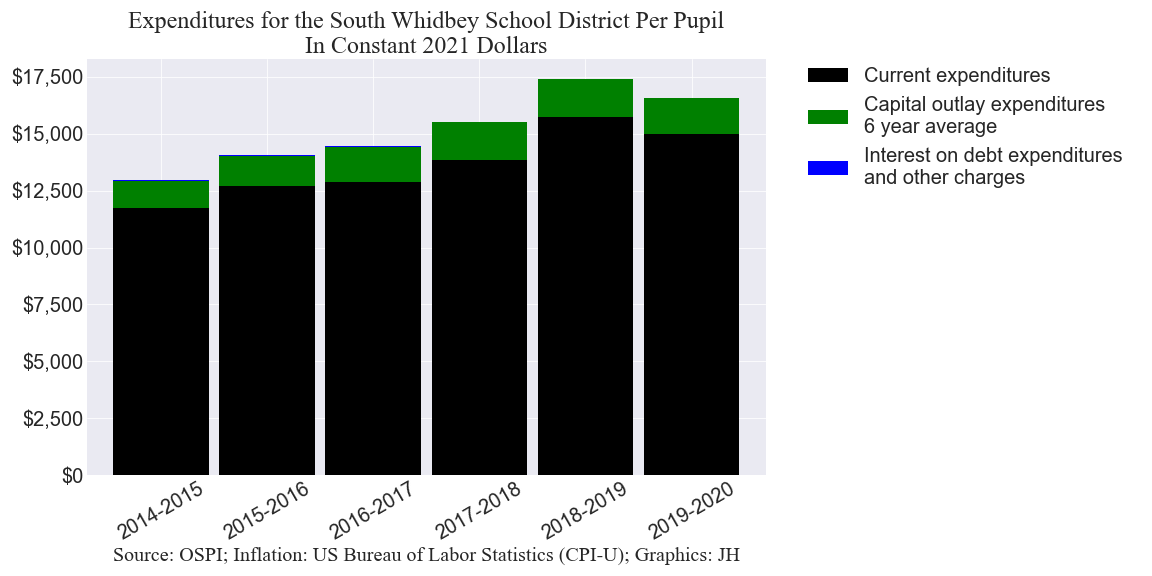 Expenditures for the South Whidbey School District Per Pupil
In Constant 2021 Dollars
$17,500
$15,000
$12,500
$10,000
$7,500
$5,000
$2,500
$0
2014-2015
2015-2016
2016-2017
2017-2018
2018-2019
2019-2020
Current expenditures
Capital outlay expenditures
6 year average
Interest on debt expenditures
and other charges
Source: OSPI; Inflation: US Bureau of Labor Statistics (CPI-U); Graphics: JH